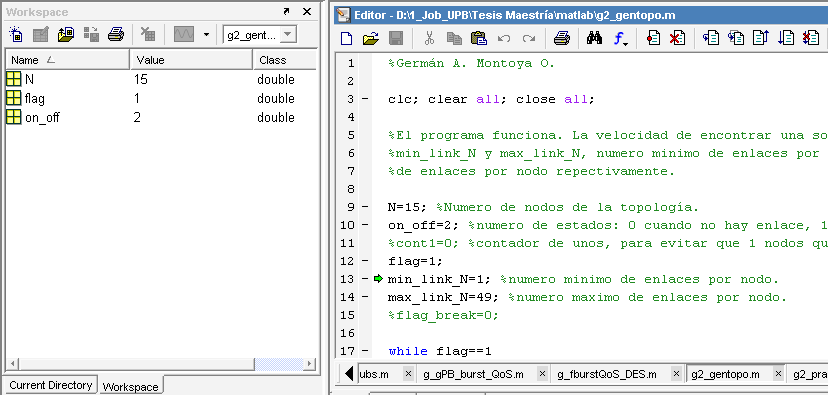 Workspace
g2_gent...
Name Value Class
N 15 double
flag 1 double
on_off 2 double
Current Directory Workspace
Editor - D:\1_Job_UPB\Tesis Maestría\matlab\g2_gentopo.m
1 %Germán A. Montoya O.
2
3 - clc; clear all; close all;
4
5 %El programa funciona. La velocidad de encontrar una so
6 %min_link_N y max_link_N, numero minimo de enlaces por
7 %de enlaces por nodo repectivamente.
8
9 - N=15; %Numero de nodos de la topología.
10 - on_off=2; %numero de estados: 0 cuando no hay enlace, 1
11 %cont1=0; %contador de unos, para evitar que 1 nodos qu
12 - flag=1;
13 - min_link_N=1; %numero minimo de enlaces por nodo.
14 - max_link_N=49; %numero maximo de enlaces por nodo.
15 %flag_break=0;
16
17 - while flag==1
ubs.m g_gPB_burst_QoS.m g_fburstQoS_DES.m g2_gentopo.m g2_pra